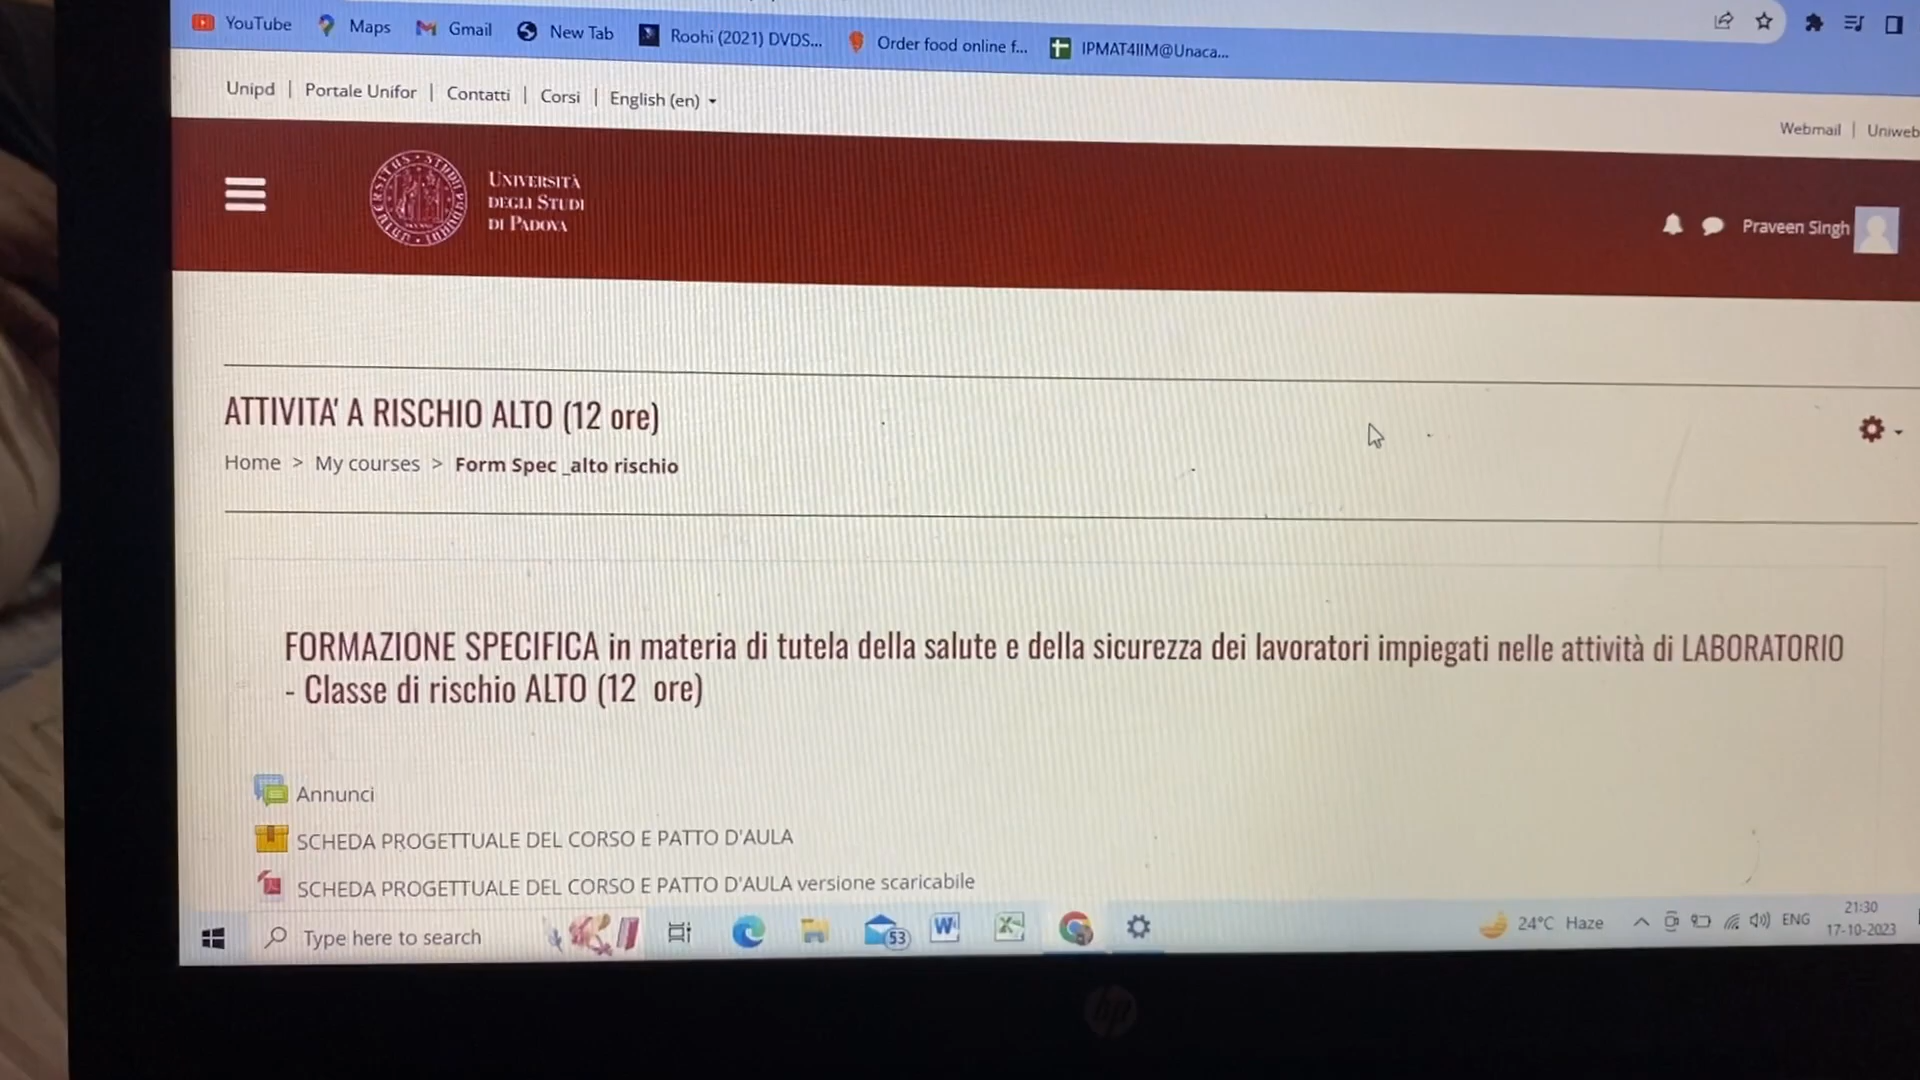 YouTube Maps Gmail New Tab Roohi (2021) DVDS... Order food online f... IPMAT4IIM@Unaca...
Unipd | Portale Unifor | Contatti | Corsi | English (en)
Webmail | Uniweb
UNIVERSITÀ
DEGLI STUDI
DI PADOVA
Praveen Singh
ATTIVITA' A RISCHIO ALTO (12 ore)
Home > My courses > Form Spec _alto rischio
FORMAZIONE SPECIFICA in materia di tutela della salute e della sicurezza dei lavoratori impiegati nelle attività di LABORATORIO
- Classe di rischio ALTO (12 ore)
Annunci
SCHEDA PROGETTUALE DEL CORSO E PATTO D'AULA
SCHEDA PROGETTUALE DEL CORSO E PATTO D'AULA versione scaricabile
Type here to search
53
24°C Haze
ENG
21:30
17-10-2023
hp